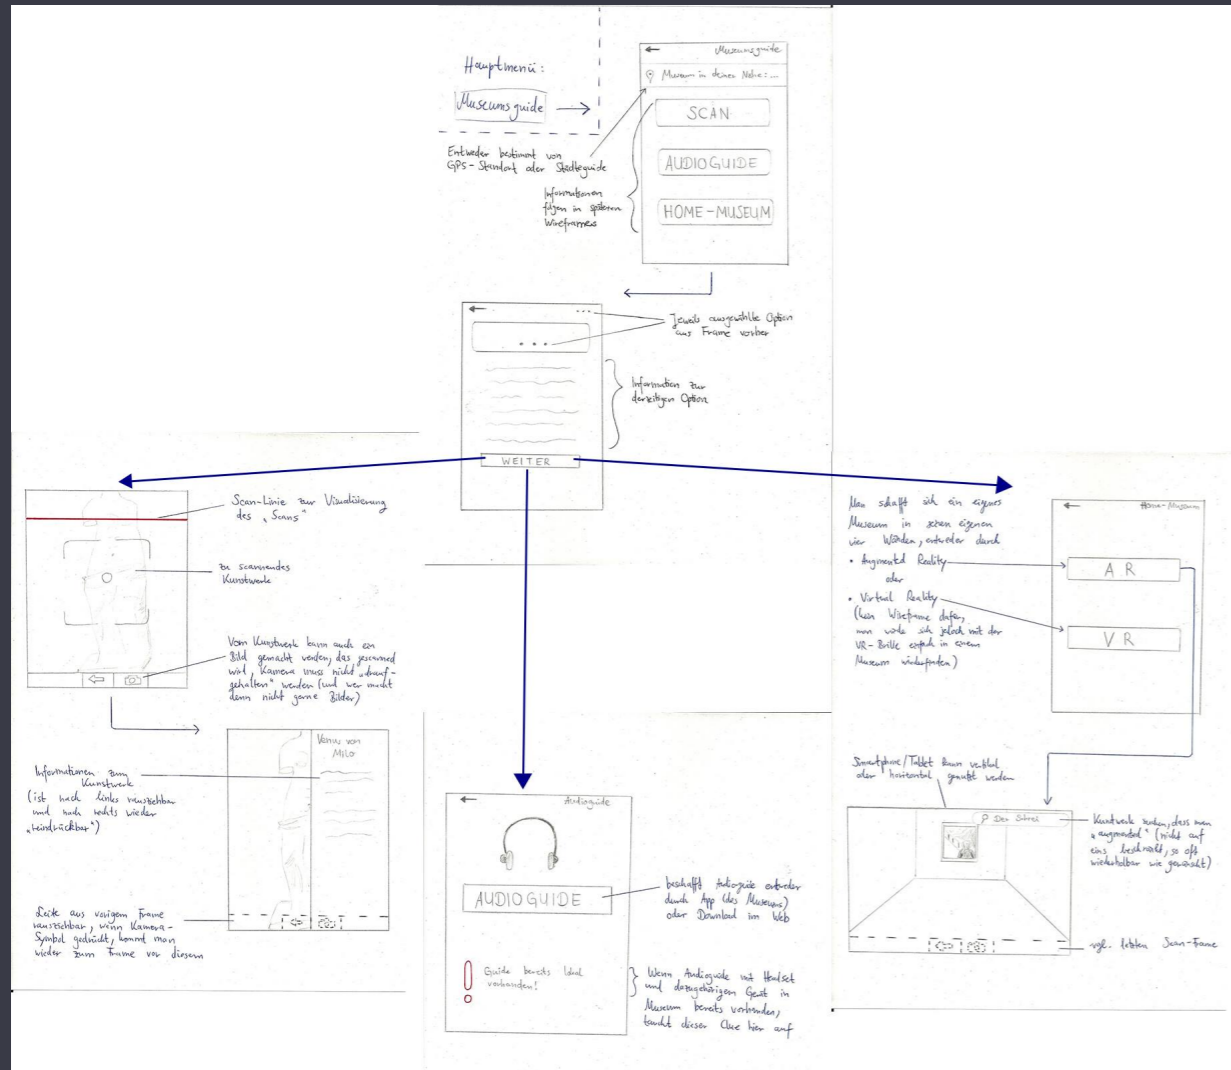 Hauptmenü:
Museumsguide
Entweder bestimmt von
GPS-Standort oder Städteguide
Informationen
folgen in späteren
Wireframes
Museumsguide
Museum in deiner Nähe: ...
SCAN
AUDIOGUIDE
HOME-MUSEUM
...
...
WEITER
Jeweils ausgewählte Option
aus Frame vorher
Information zur
derzeitigen Option
Scan-Linie zur Visualisierung
des „Scans"
zu scannendes
Kunstwerk
Vom Kunstwerk kann auch ein
Bild gemacht werden, das gescanned
wird, Kamera muss nicht „drauf-
gehalten" werden (und wer macht
denn nicht gerne Bilder)
Venus von
Milo
Informationen zum
Kunstwerk
(ist nach links rausziehbar
und nach rechts wieder
„reindrückbar")
Leite aus vorigem Frame
rausziehbar, wenn Kamera-
Symbol gedrückt, kommt man
wieder zum Frame vor diesem
Audioguide
AUDIOGUIDE
Guide bereits lokal
vorhanden!
beschafft Audioguide entweder
durch App (des Museums)
oder Download im Web
Wenn Audioguide mit Headset
und dazugehörigem Gerät in
Museum bereits vorhanden,
taucht dieser Clue hier auf
Man schafft sich ein eigenes
Museum in seinen eigenen
vier Wänden, entweder durch
• Augmented Reality
oder
• Virtual Reality
(kein Wireframe dafür,
man würde sich jedoch mit der
VR-Brille einfach in einem
Museum wiederfinden)
Home-Museum
AR
VR
Smartphone/Tablet kann vertikal
oder horizontal genutzt werden
Der Schrei
Kunstwerk suchen, dass man
„augmented" (nicht auf
eins beschränkt, so oft
wiederholbar wie gewünscht)
vgl. letzten Scan-Frame